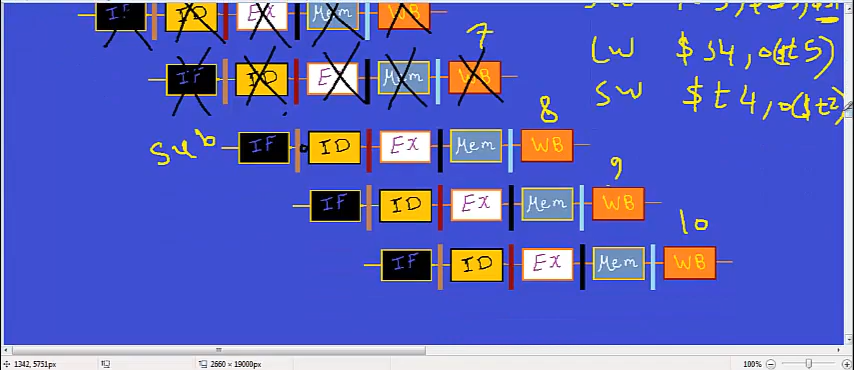 IF ID Ex Mem WB
7
LW $s4, 0($t5)
IF ID Ex Mem WB
SW $t4, 0($t2)
8
Sub IF ID Ex Mem WB
9
IF ID Ex Mem WB
10
IF ID Ex Mem WB
1342, 5751px
2660 × 19000px
100%